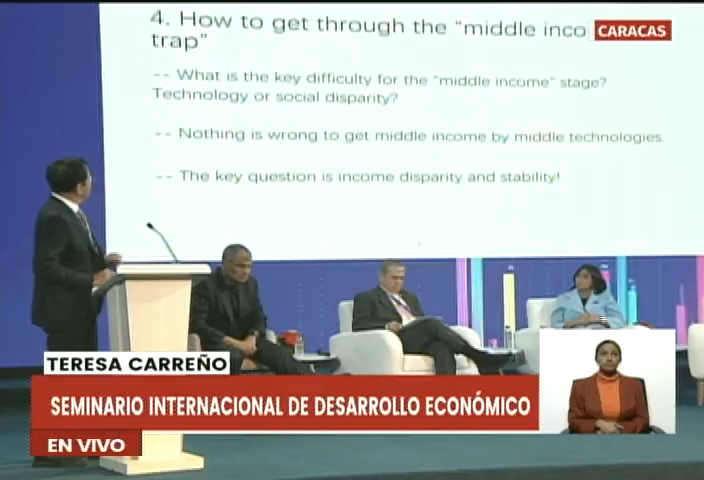 4. How to get through the “middle inco
trap”
CARACAS
-- What is the key difficulty for the “middle income” stage?
Technology or social disparity?
-- Nothing is wrong to get middle income by middle technologies.
-- The key question is income disparity and stability!
TERESA CARREÑO
SEMINARIO INTERNACIONAL DE DESARROLLO ECONÓMICO
EN VIVO